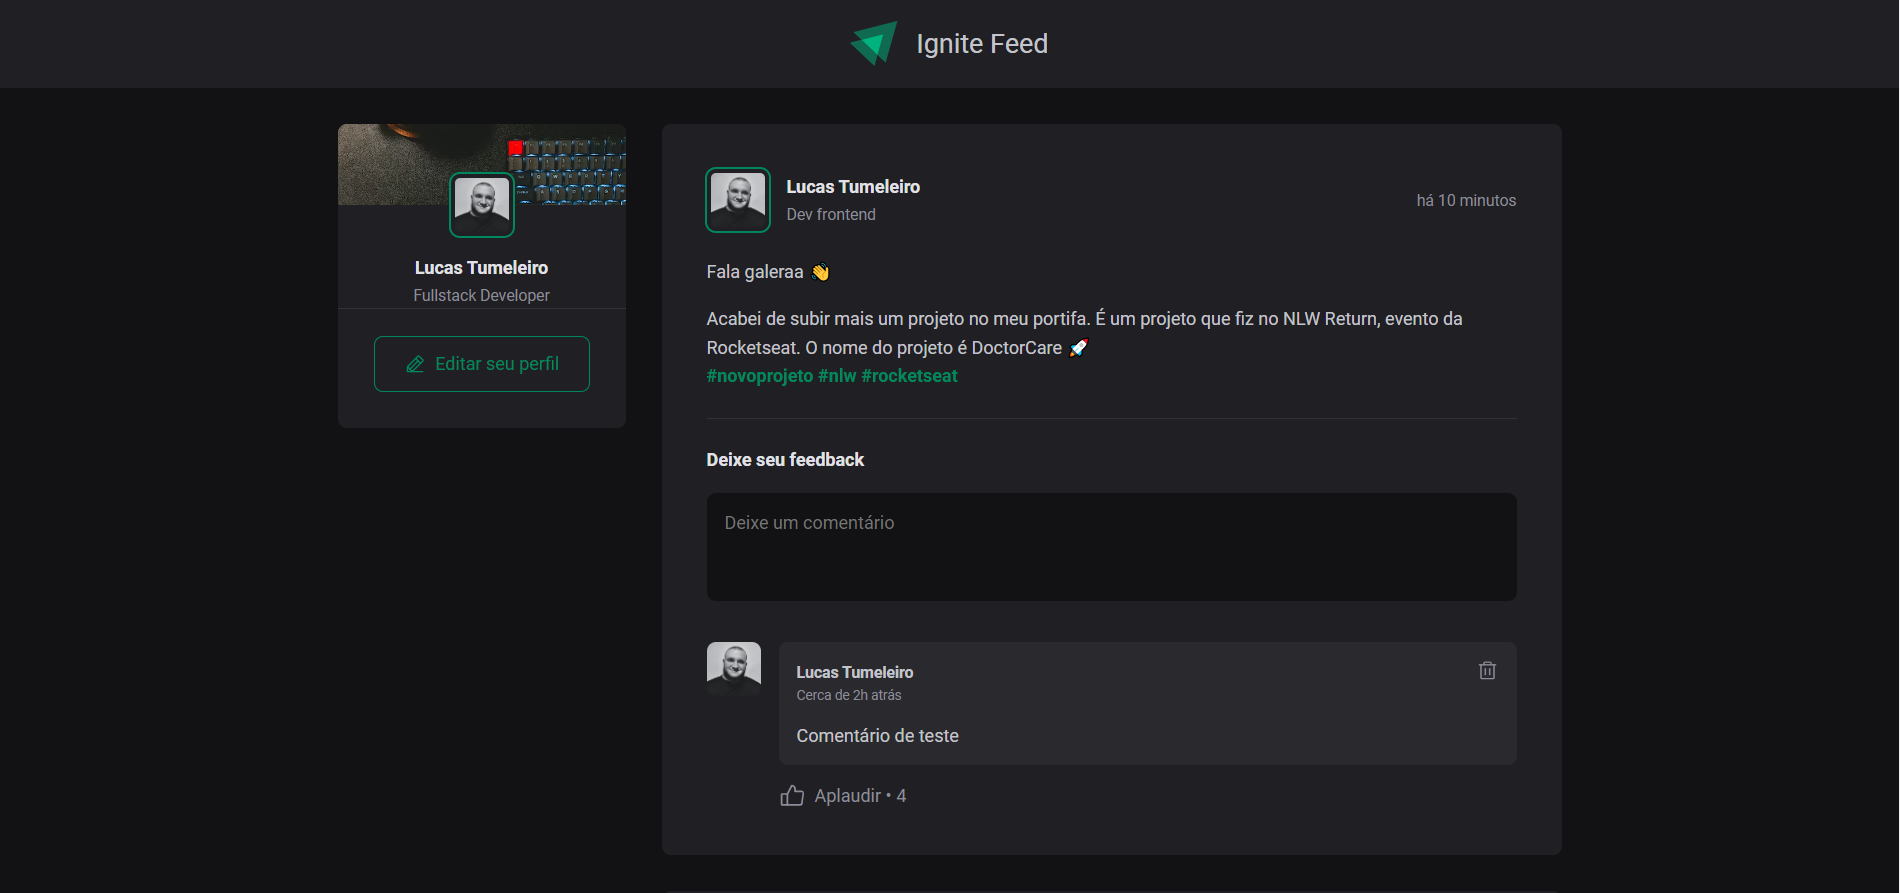 Ignite Feed
Lucas Tumeleiro
Fullstack Developer
Editar seu perfil
Lucas Tumeleiro
Dev frontend
há 10 minutos
Fala galeraa 👋
Acabei de subir mais um projeto no meu portifa. É um projeto que fiz no NLW Return, evento da
Rocketseat. O nome do projeto é DoctorCare 🚀
#novoprojeto #nlw #rocketseat
Deixe seu feedback
Deixe um comentário
Lucas Tumeleiro
Cerca de 2h atrás
Comentário de teste
Aplaudir • 4